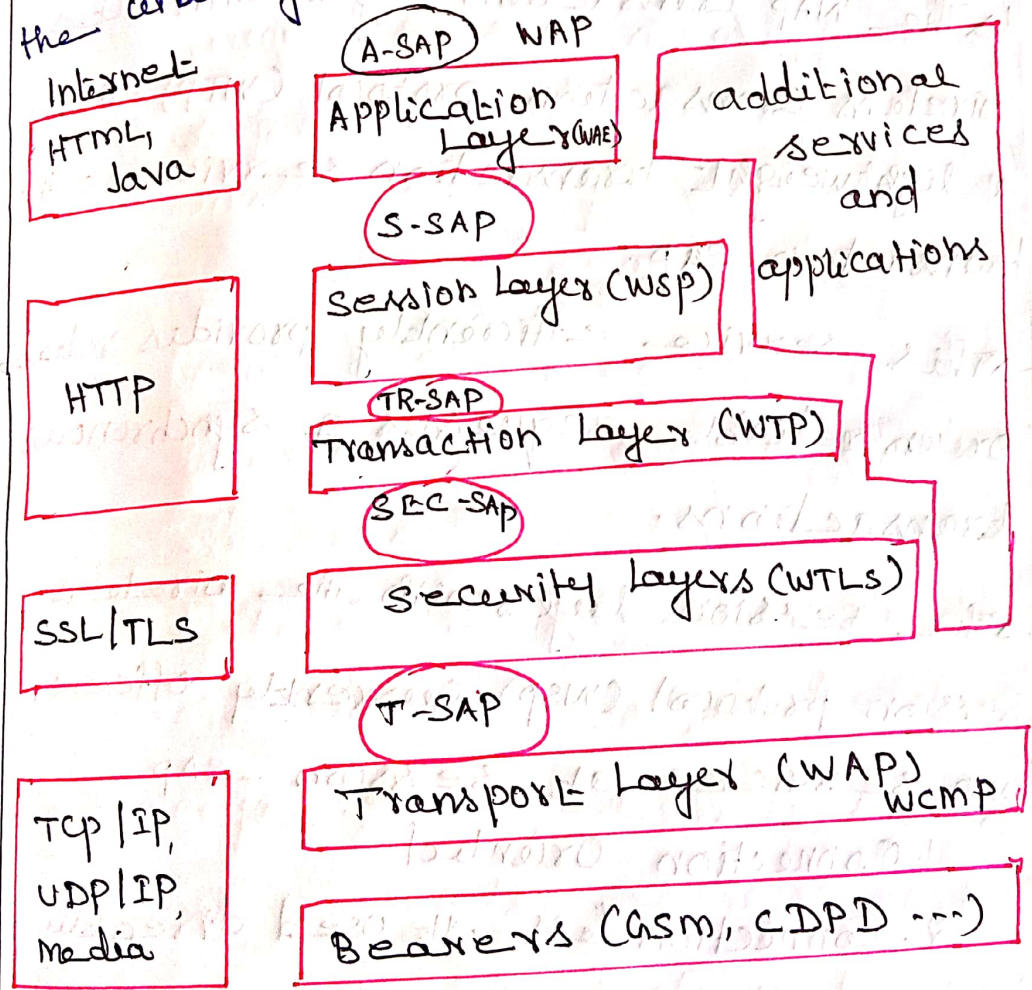 the
Internet
HTML,
Java
HTTP
SSL/TLS
TCP/IP,
UDP/IP,
Media
A-SAP WAP
Application
Layer (WAE)
S-SAP
Session Layer (WSP)
TR-SAP
Transaction Layer (WTP)
SEC-SAP
Security Layers (WTLS)
T-SAP
Transport Layer (WAP)
WCMP
Bearers (GSM, CDPD ---)
additional
services
and
applications